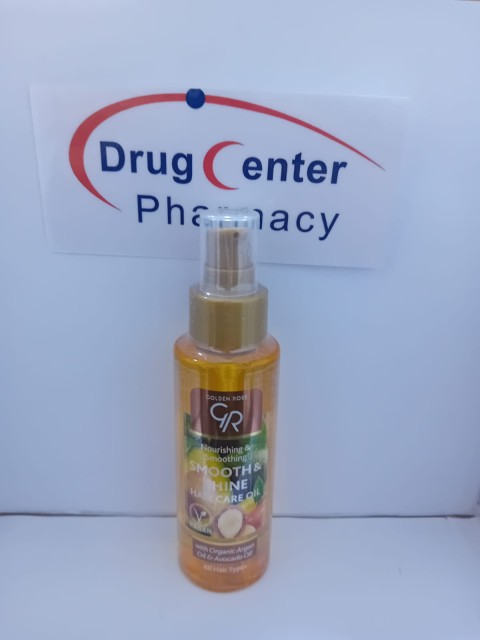 Drug Center
Pharmacy
GOLDEN ROSE
GR
Nourishing &
Smoothing
SMOOTH &
SHINE
HAIR CARE OIL
VEGAN
with Organic Argan
Oil & Avocado Oil
All Hair Types